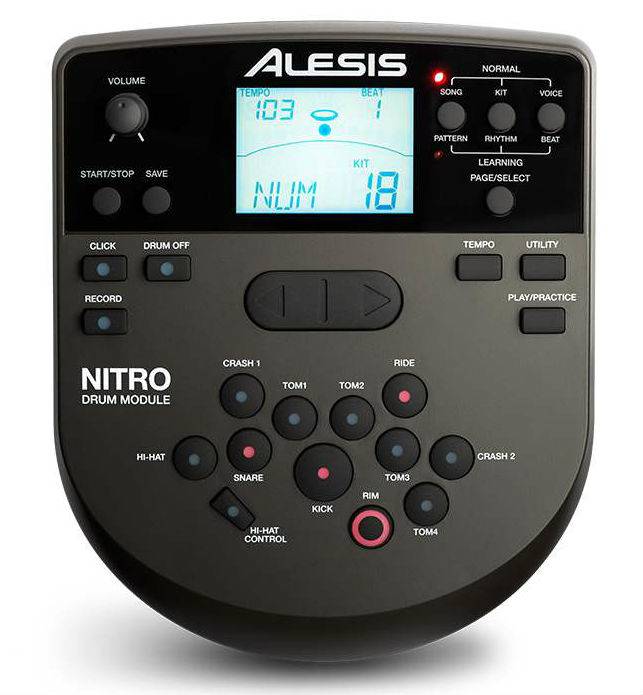 ALESIS
VOLUME
START/STOP SAVE
TEMPO BEAT
103 1
KIT
NUM 18
NORMAL
SONG KIT VOICE
PATTERN RHYTHM BEAT
LEARNING
PAGE/SELECT
CLICK DRUM OFF
TEMPO UTILITY
RECORD
PLAY/PRACTICE
NITRO
DRUM MODULE
CRASH 1
RIDE
TOM1 TOM2
HI-HAT
CRASH 2
SNARE
TOM3
KICK
RIM
HI-HAT
CONTROL
TOM4